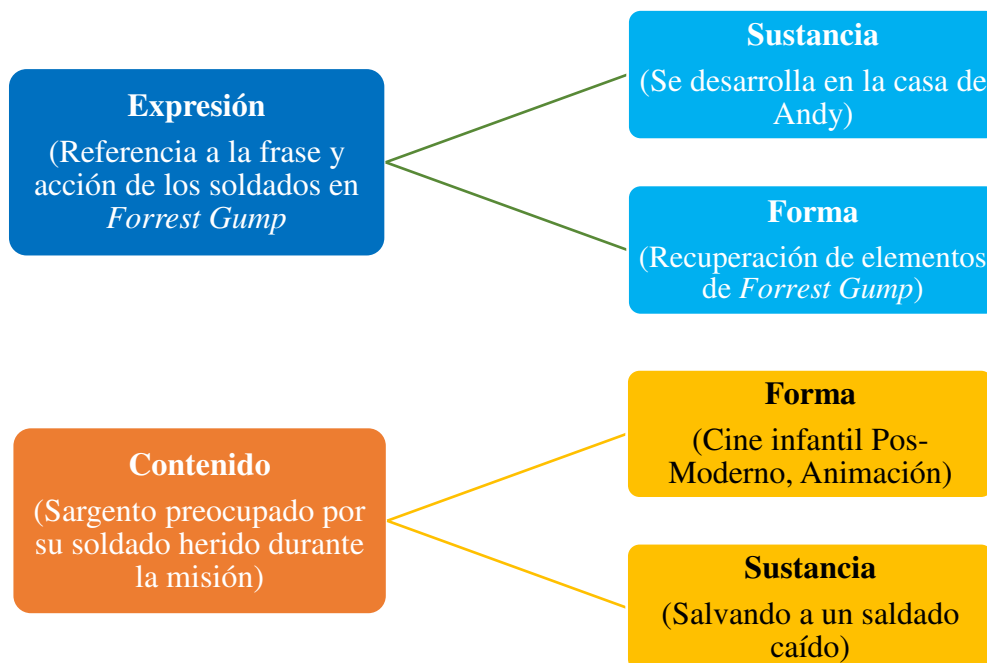 Expresión
(Referencia a la frase y
acción de los soldados en
Forrest Gump
Sustancia
(Se desarrolla en la casa de
Andy)
Forma
(Recuperación de elementos
de Forrest Gump)
Contenido
(Sargento preocupado por
su soldado herido durante
la misión)
Forma
(Cine infantil Pos-
Moderno, Animación)
Sustancia
(Salvando a un saldado
caído)